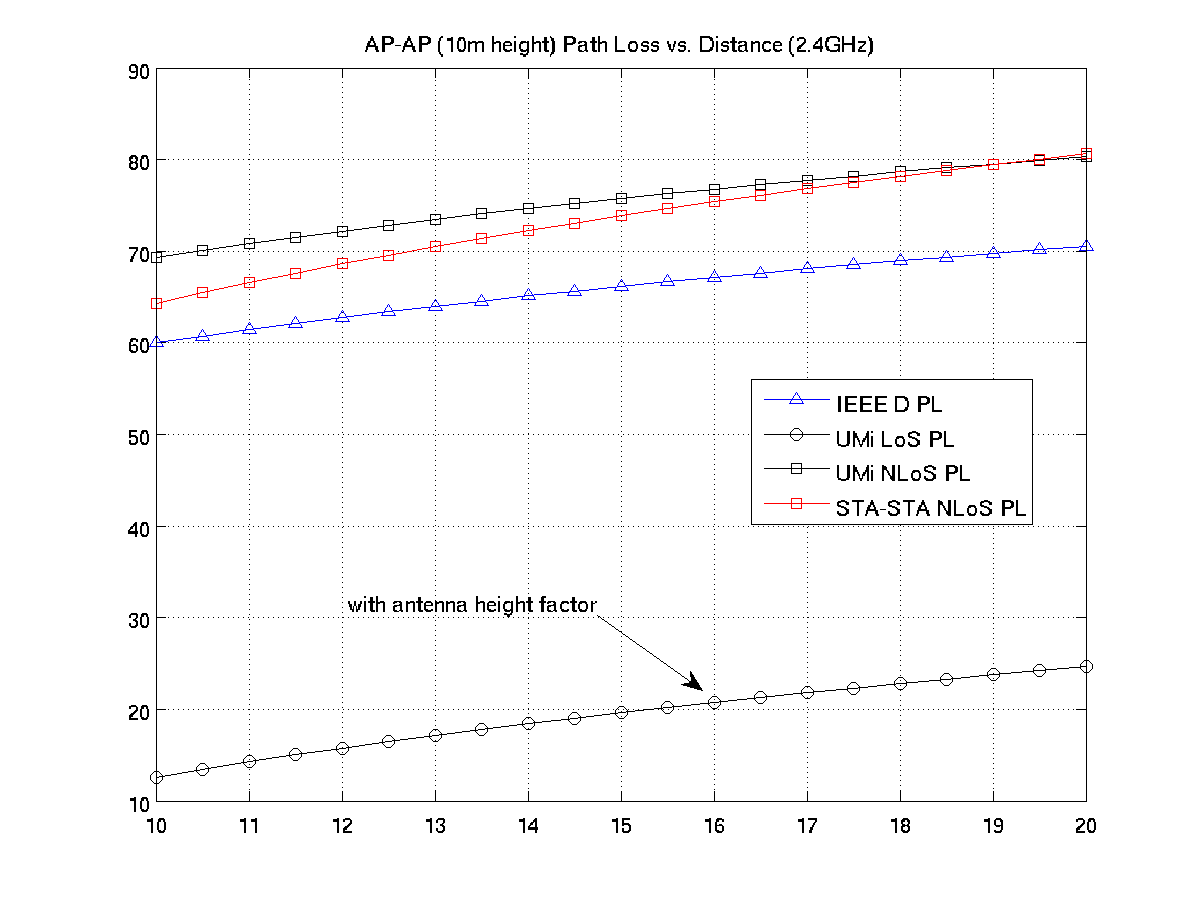 AP-AP (10m height) Path Loss vs. Distance (2.4GHz)
90
80
70
60
50
40
30
20
10
IEEE D PL
UMi LoS PL
UMi NLoS PL
STA-STA NLoS PL
with antenna height factor
10 11 12 13 14 15 16 17 18 19 20